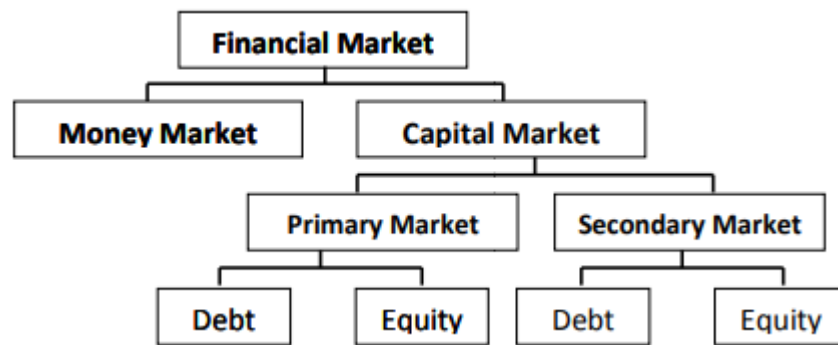 Financial Market
Money Market
Capital Market
Primary Market
Secondary Market
Debt
Equity
Debt
Equity